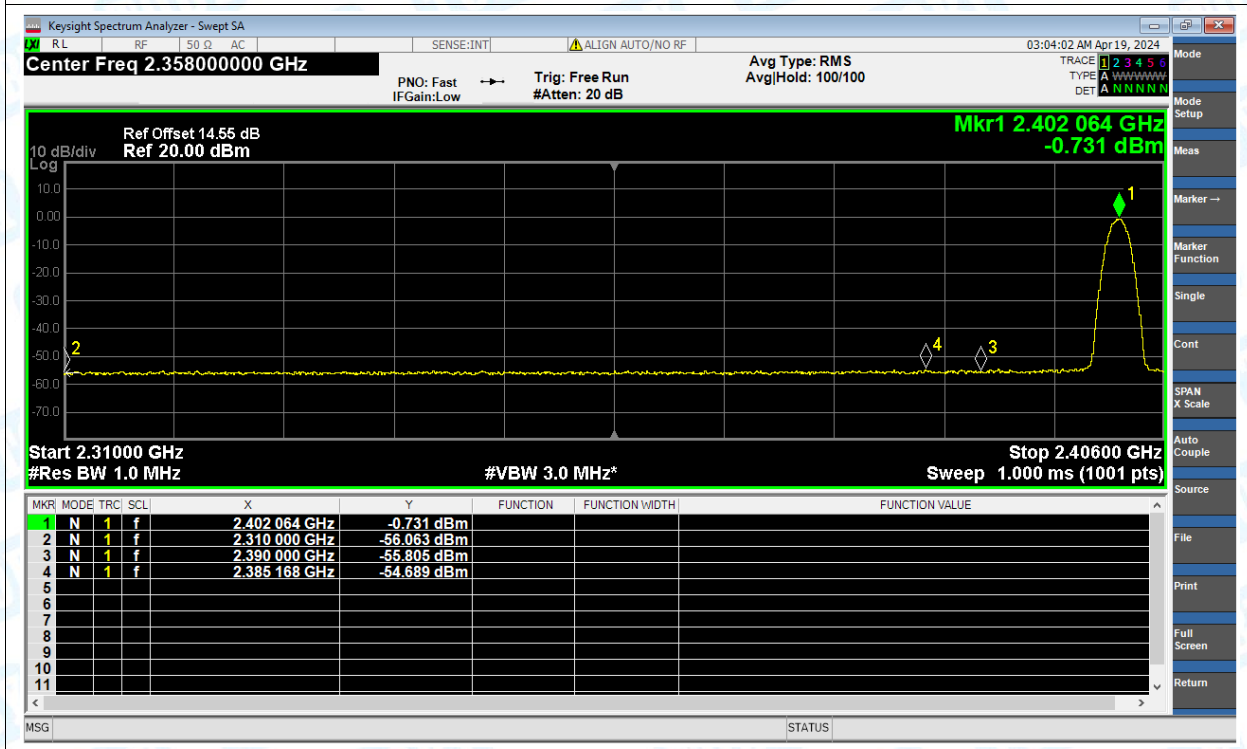 Keysight Spectrum Analyzer - Swept SA
LXI RL RF 50 Ω AC SENSE:INT ALIGN AUTO/NO RF 03:04:02 AM Apr 19, 2024
Center Freq 2.358000000 GHz
PNO: Fast
IFGain:Low
Trig: Free Run
#Atten: 20 dB
Avg Type: RMS
Avg|Hold: 100/100
TRACE 1 2 3 4 5 6
TYPE A WWWWW
DET A N N N N N
Mkr1 2.402 064 GHz
-0.731 dBm
Ref Offset 14.55 dB
10 dB/div Ref 20.00 dBm
Log
10.0
0.00
-10.0
-20.0
-30.0
-40.0
-50.0
-60.0
-70.0
1
2
4
3
Start 2.31000 GHz Stop 2.40600 GHz
#Res BW 1.0 MHz #VBW 3.0 MHz* Sweep 1.000 ms (1001 pts)
MKR MODE TRC SCL X Y FUNCTION FUNCTION WIDTH FUNCTION VALUE
1 N 1 f 2.402 064 GHz -0.731 dBm
2 N 1 f 2.310 000 GHz -56.063 dBm
3 N 1 f 2.390 000 GHz -55.805 dBm
4 N 1 f 2.385 168 GHz -54.689 dBm
5
6
7
8
9
10
11
MSG STATUS
Mode
Mode
Setup
Meas
Marker→
Marker
Function
Single
Cont
SPAN
X Scale
Auto
Couple
Source
File
Print
Full
Screen
Return